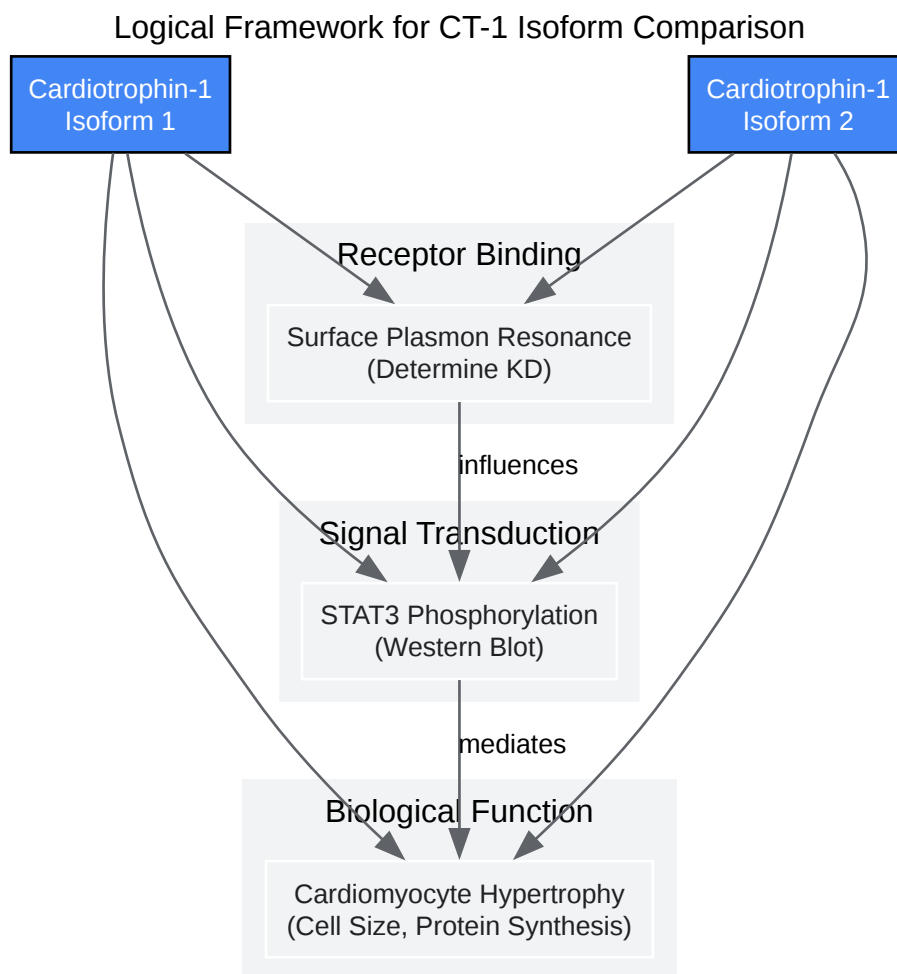 Logical Framework for CT-1 Isoform Comparison
Cardiotrophin-1
Isoform 1
Cardiotrophin-1
Isoform 2
Receptor Binding
Surface Plasmon Resonance
(Determine KD)
influences
Signal Transduction
STAT3 Phosphorylation
(Western Blot)
mediates
Biological Function
Cardiomyocyte Hypertrophy
(Cell Size, Protein Synthesis)